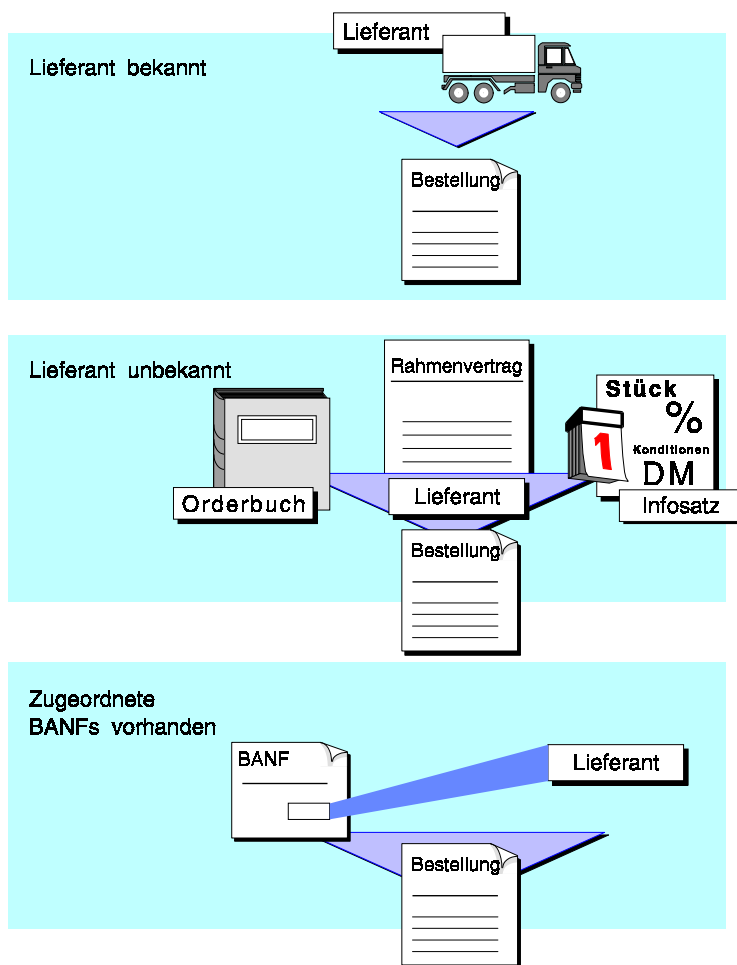 Lieferant
Lieferant bekannt
Bestellung
Lieferant unbekannt
Rahmenvertrag
Stück
%
Konditionen
DM
1
Infosatz
Orderbuch
Lieferant
Bestellung
Zugeordnete
BANFs vorhanden
BANF
Lieferant
Bestellung